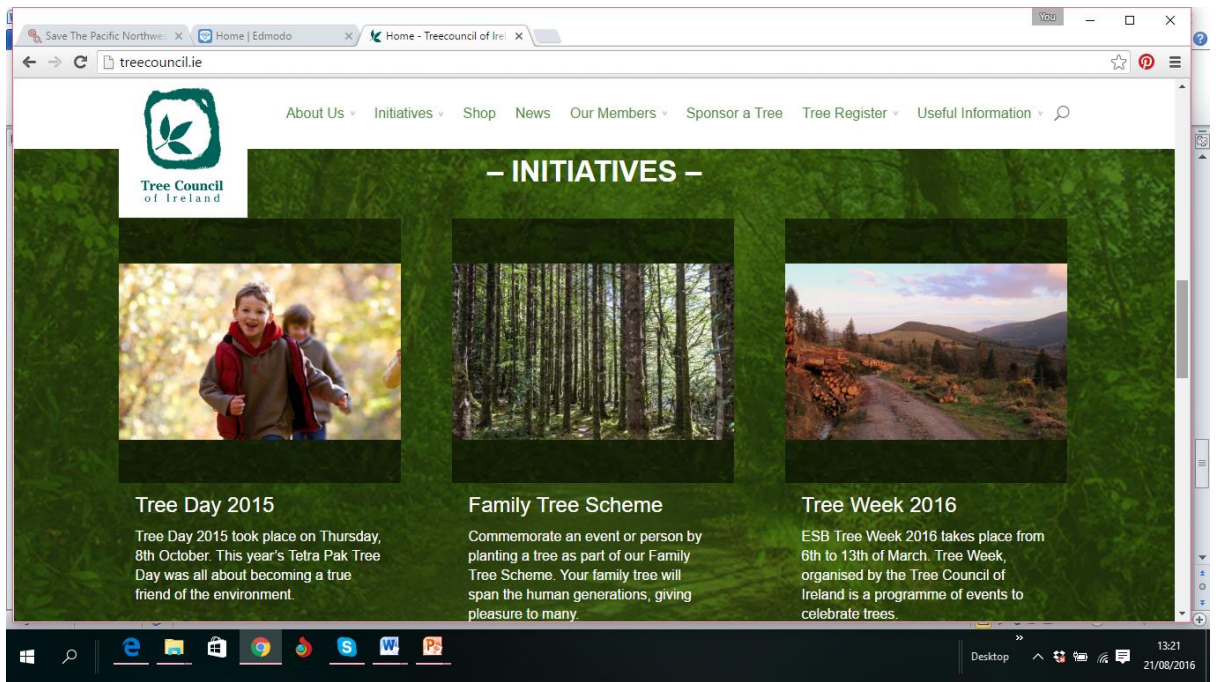 You
Save The Pacific Northwes
Home | Edmodo
Home - Treecouncil of Irel
treecouncil.ie
About Us
Initiatives
Shop
News
Our Members
Sponsor a Tree
Tree Register
Useful Information
Tree Council
of Ireland
– INITIATIVES –
Tree Day 2015
Tree Day 2015 took place on Thursday,
8th October. This year's Tetra Pak Tree
Day was all about becoming a true
friend of the environment.
Family Tree Scheme
Commemorate an event or person by
planting a tree as part of our Family
Tree Scheme. Your family tree will
span the human generations, giving
pleasure to many.
Tree Week 2016
ESB Tree Week 2016 takes place from
6th to 13th of March. Tree Week,
organised by the Tree Council of
Ireland is a programme of events to
celebrate trees.
Desktop
13:21
21/08/2016